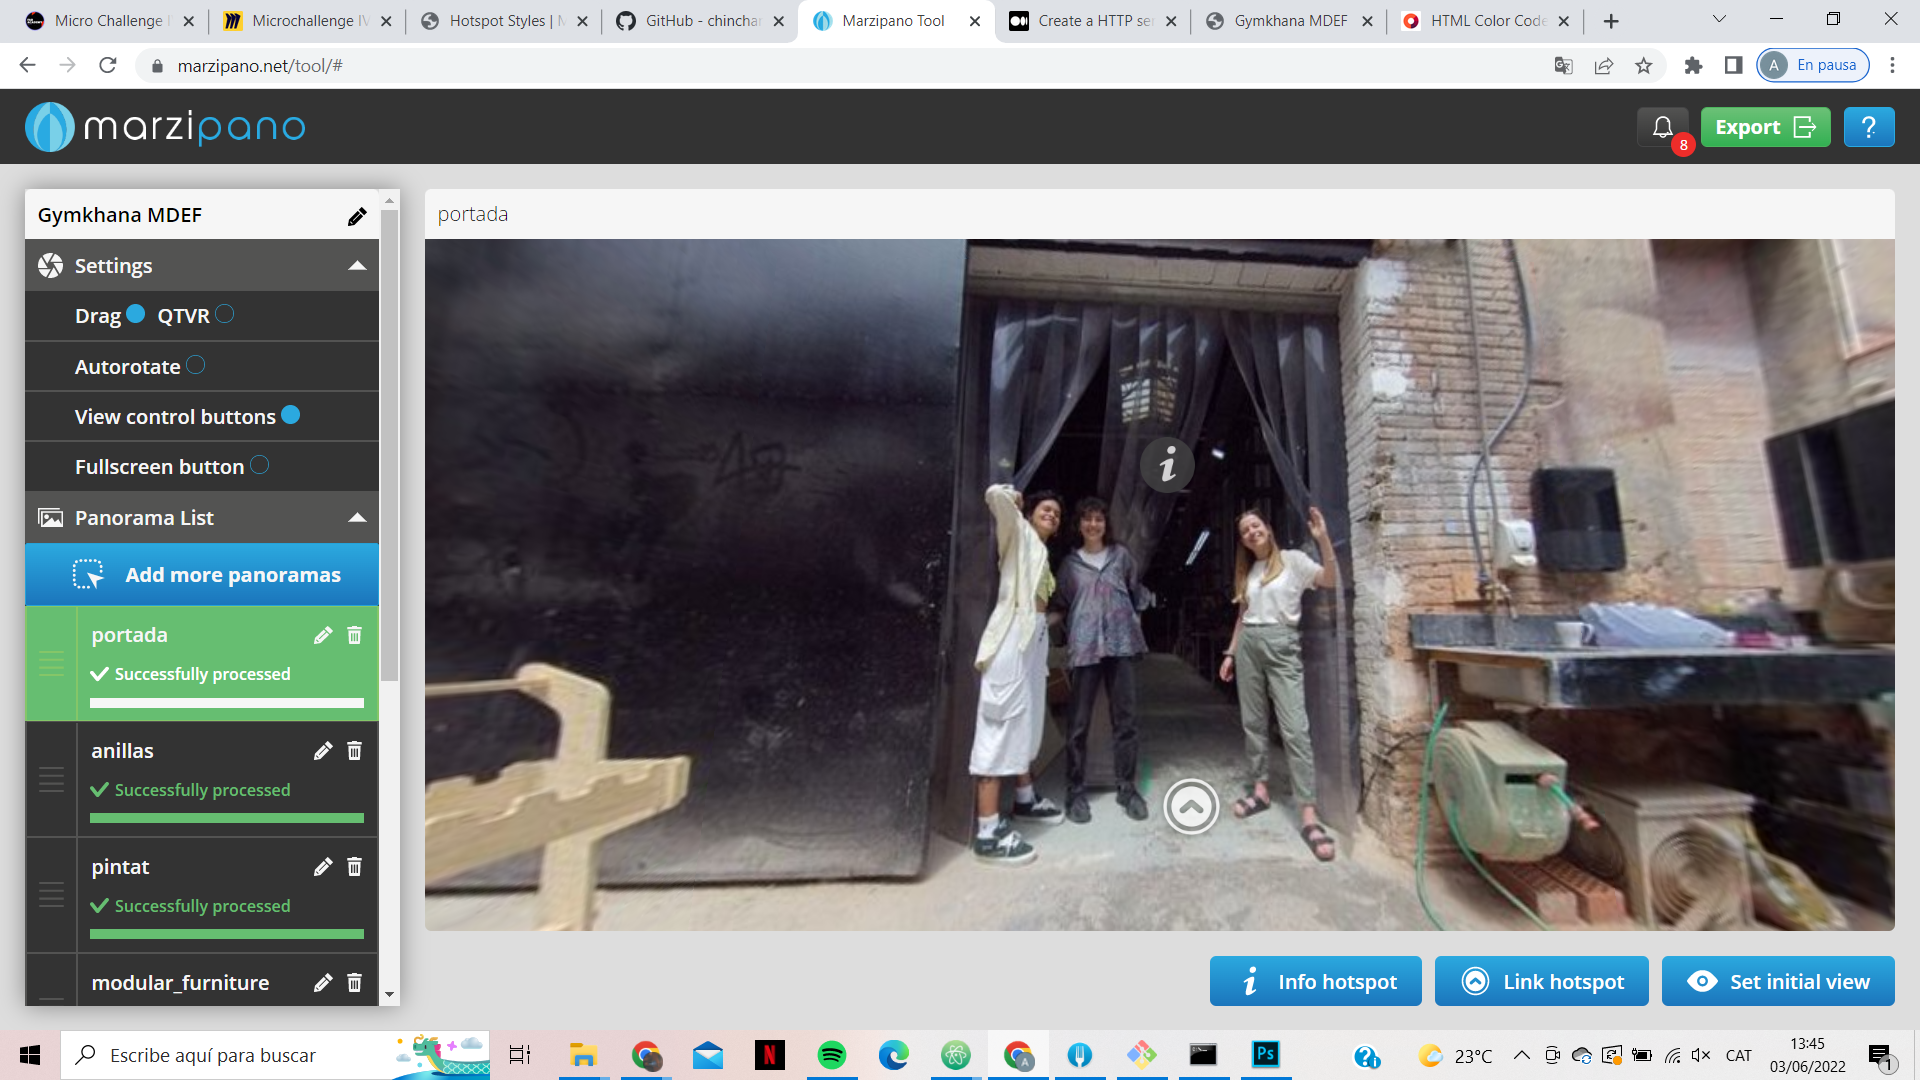 Micro Challenge
Microchallenge IV
Hotspot Styles |
GitHub - chinchar
Marzipano Tool
Create a HTTP ser
Gymkhana MDEF
HTML Color Code
marzipano.net/tool/#
A En pausa
marzipano
8
Export
?
Gymkhana MDEF
portada
Settings
Drag QTVR
Autorotate
View control buttons
Fullscreen button
Panorama List
Add more panoramas
portada
Successfully processed
anillas
Successfully processed
pintat
Successfully processed
modular_furniture
i
Info hotspot
Link hotspot
Set initial view
Escribe aquí para buscar
N
A
Ps
23°C
CAT
13:45
03/06/2022
1